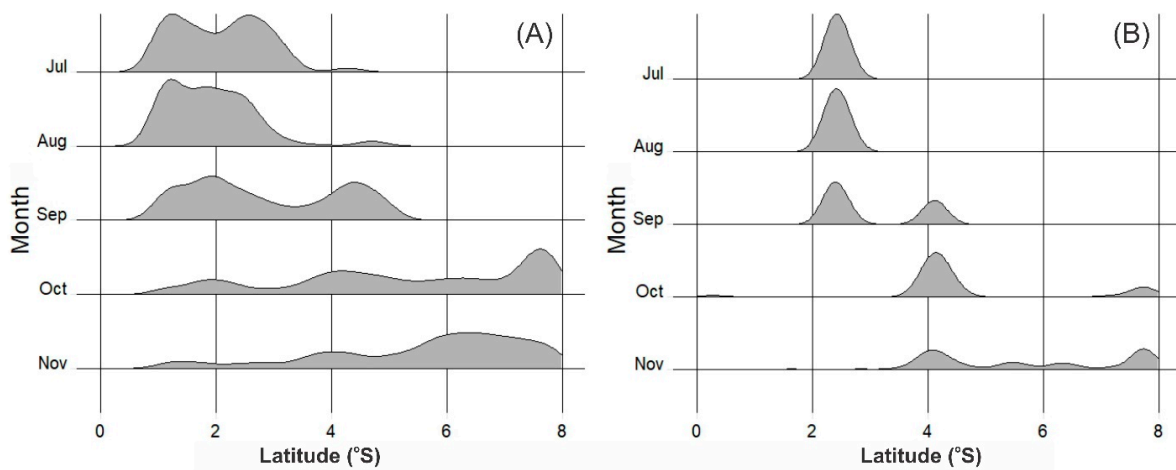 (A)
Month
Jul
Aug
Sep
Oct
Nov
0 2 4 6 8
Latitude (°S)
(B)
Month
Jul
Aug
Sep
Oct
Nov
0 2 4 6 8
Latitude (°S)